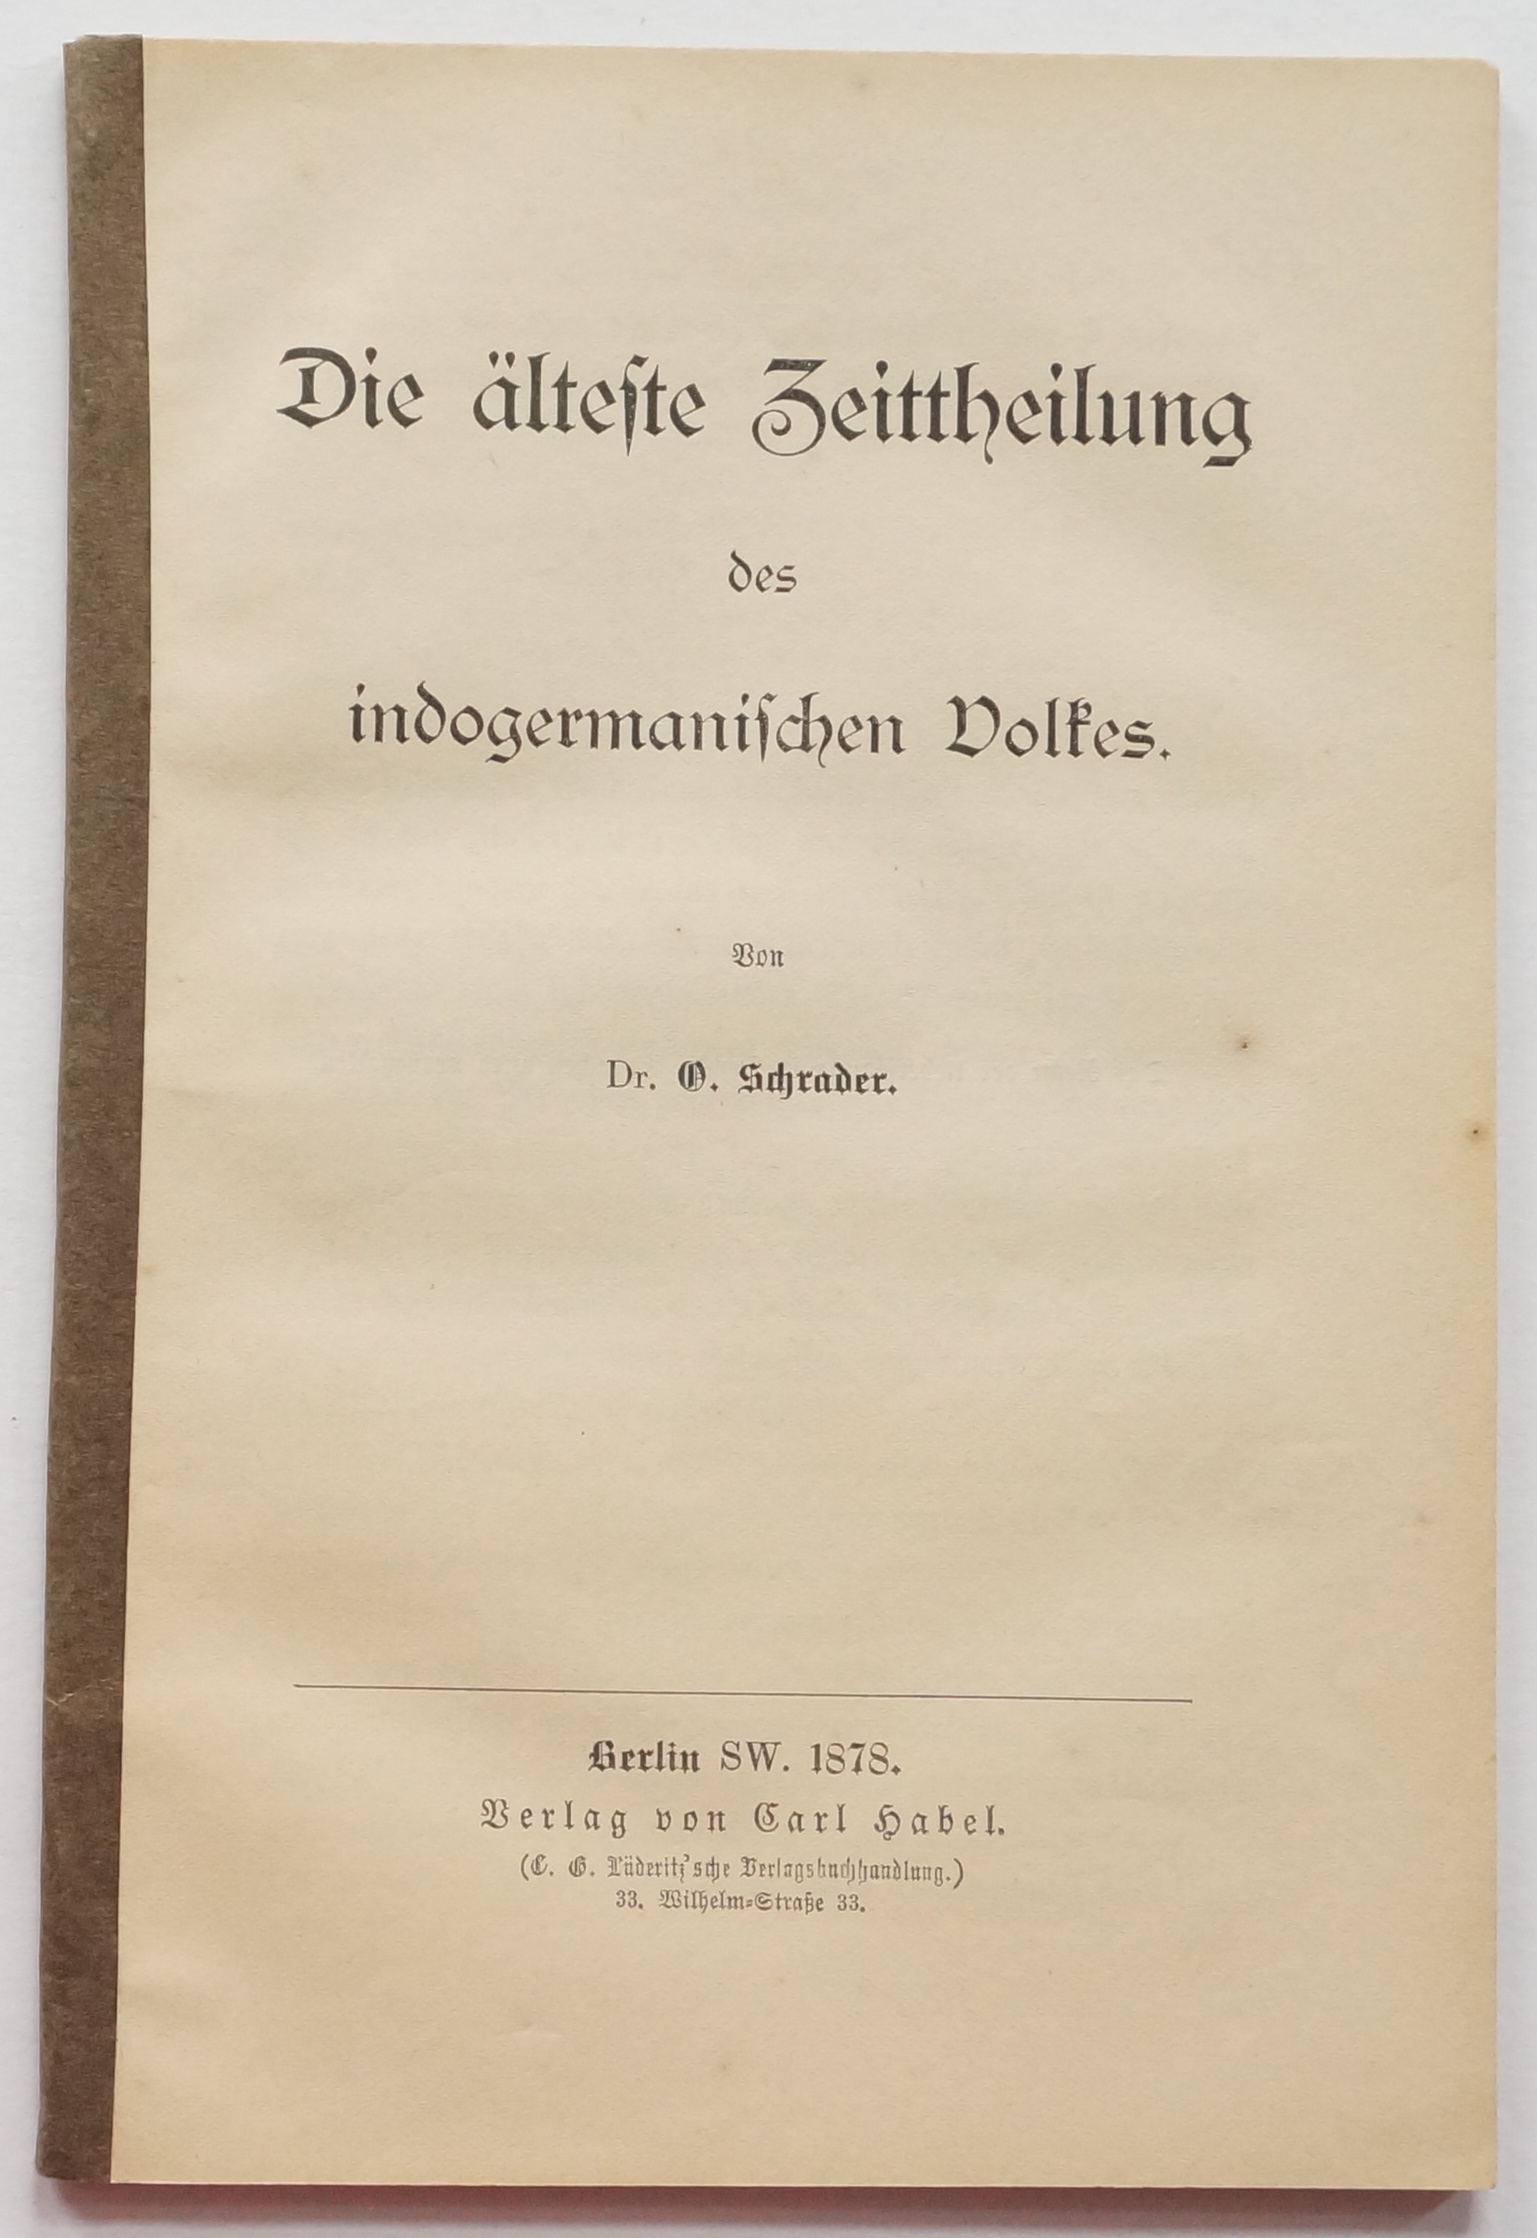 Die älteſte Zeittheilung
des
indogermaniſchen Volkes.
Von
Dr. O. Schrader.
Berlin SW. 1878.
Verlag von Carl Habel.
(C. G. Lüderitz'sche Verlagsbuchhandlung.)
33. Wilhelm-Straße 33.